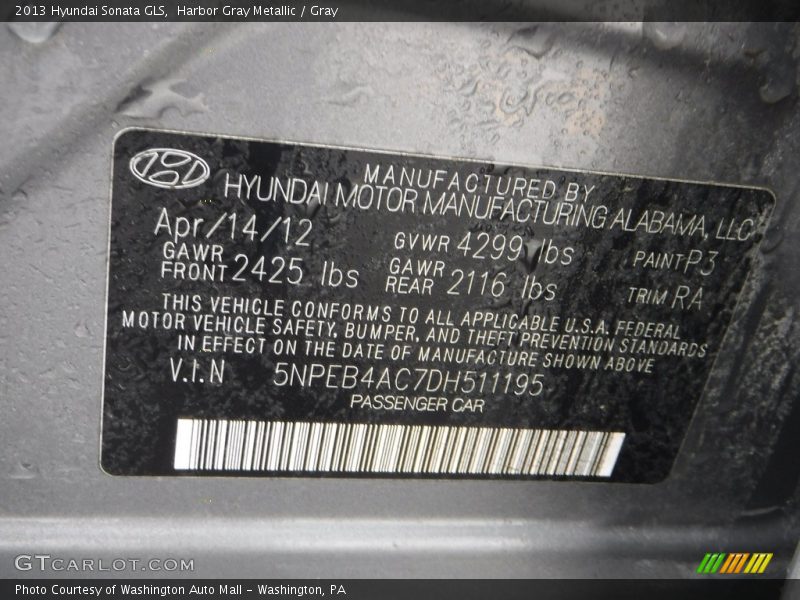 2013 Hyundai Sonata GLS, Harbor Gray Metallic / Gray
MANUFACTURED BY
HYUNDAI MOTOR MANUFACTURING ALABAMA, LLC
Apr/14/12 GVWR 4299 lbs PAINT P3
GAWR FRONT 2425 lbs GAWR REAR 2116 lbs TRIM RA
THIS VEHICLE CONFORMS TO ALL APPLICABLE U.S.A. FEDERAL
MOTOR VEHICLE SAFETY, BUMPER, AND THEFT PREVENTION STANDARDS
IN EFFECT ON THE DATE OF MANUFACTURE SHOWN ABOVE
V.I.N 5NPEB4AC7DH511195
PASSENGER CAR
GTCARLOT.COM
Photo Courtesy of Washington Auto Mall - Washington, PA